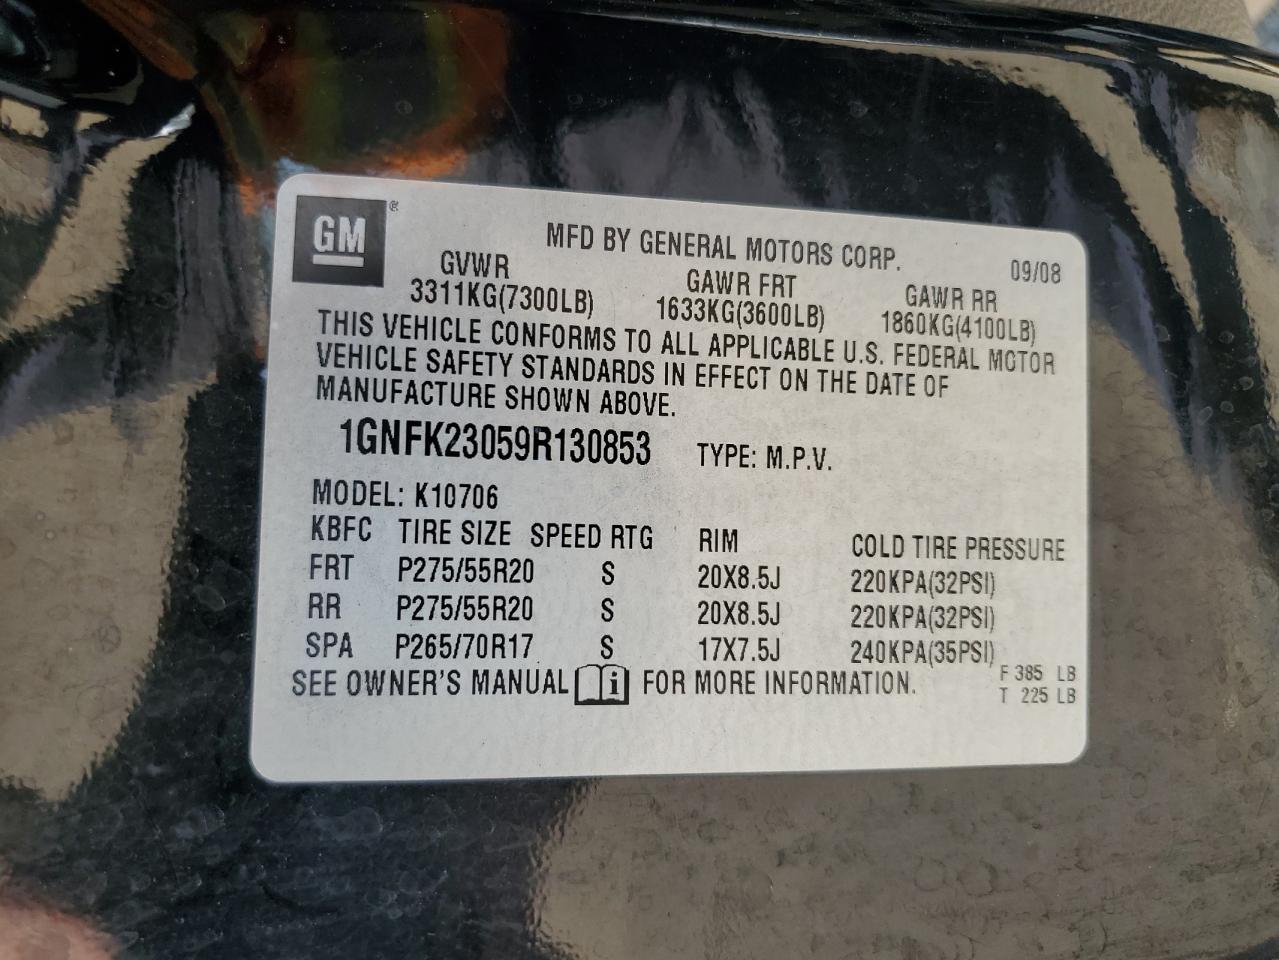 GM®
MFD BY GENERAL MOTORS CORP. 09/08
GVWR GAWR FRT GAWR RR
3311KG(7300LB) 1633KG(3600LB) 1860KG(4100LB)
THIS VEHICLE CONFORMS TO ALL APPLICABLE U.S. FEDERAL MOTOR
VEHICLE SAFETY STANDARDS IN EFFECT ON THE DATE OF
MANUFACTURE SHOWN ABOVE.
1GNFK23059R130853 TYPE: M.P.V.
MODEL: K10706
KBFC TIRE SIZE SPEED RTG RIM COLD TIRE PRESSURE
FRT P275/55R20 S 20X8.5J 220KPA(32PSI)
RR P275/55R20 S 20X8.5J 220KPA(32PSI)
SPA P265/70R17 S 17X7.5J 240KPA(35PSI)
SEE OWNER'S MANUAL i FOR MORE INFORMATION.
F 385 LB
T 225 LB